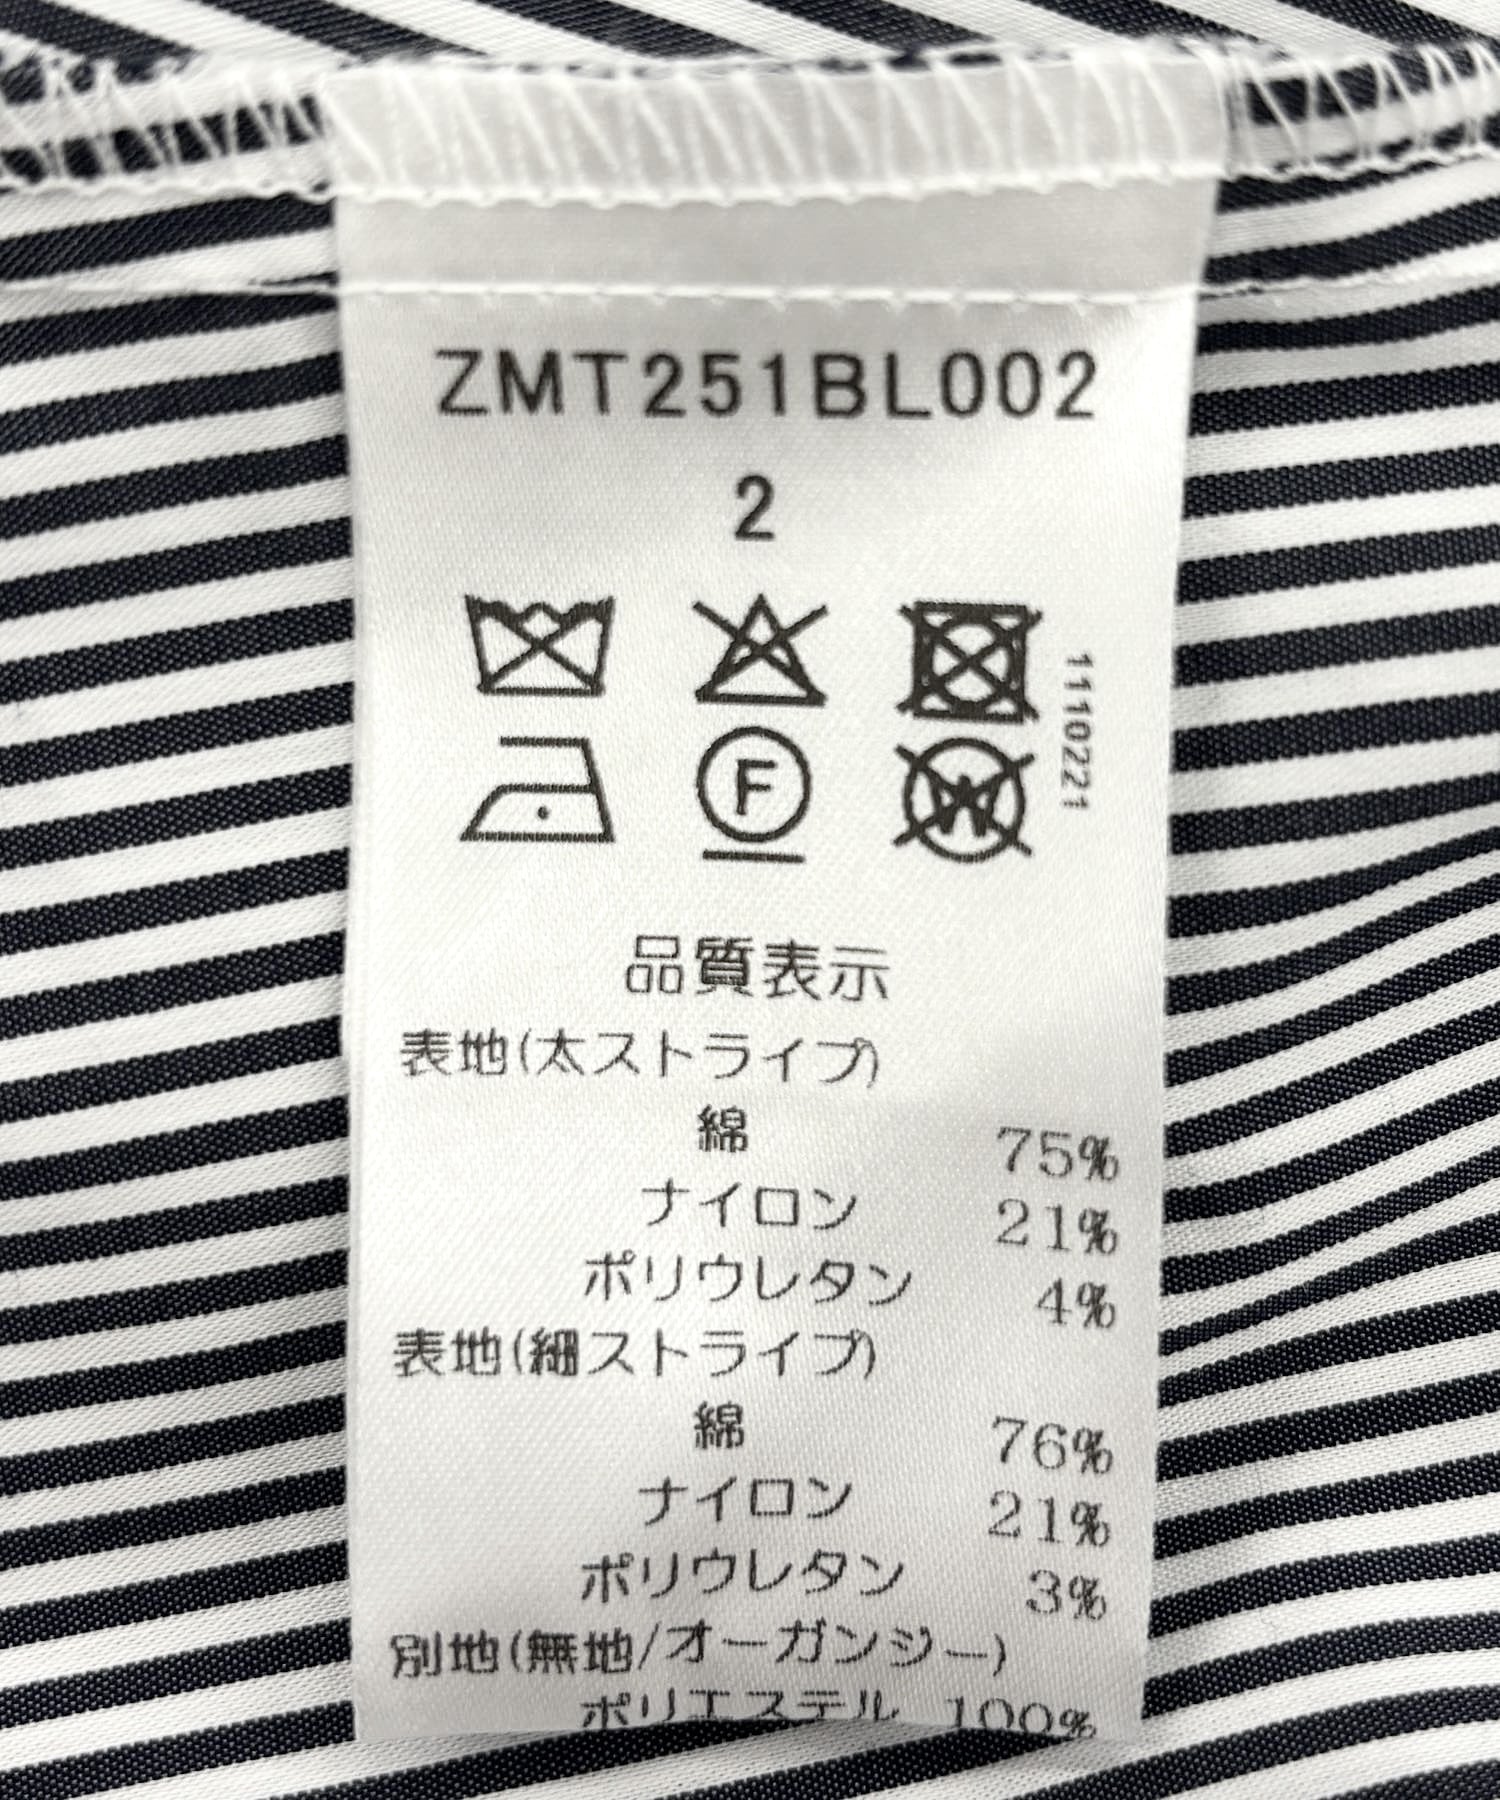 ZMT251BL002
2
1110221
F
W
品質表示
表地(太ストライプ)
綿 75%
ナイロン 21%
ポリウレタン 4%
表地(細ストライプ)
綿 76%
ナイロン 21%
ポリウレタン 3%
別地(無地/オーガンジー)
ポリエステル 100%